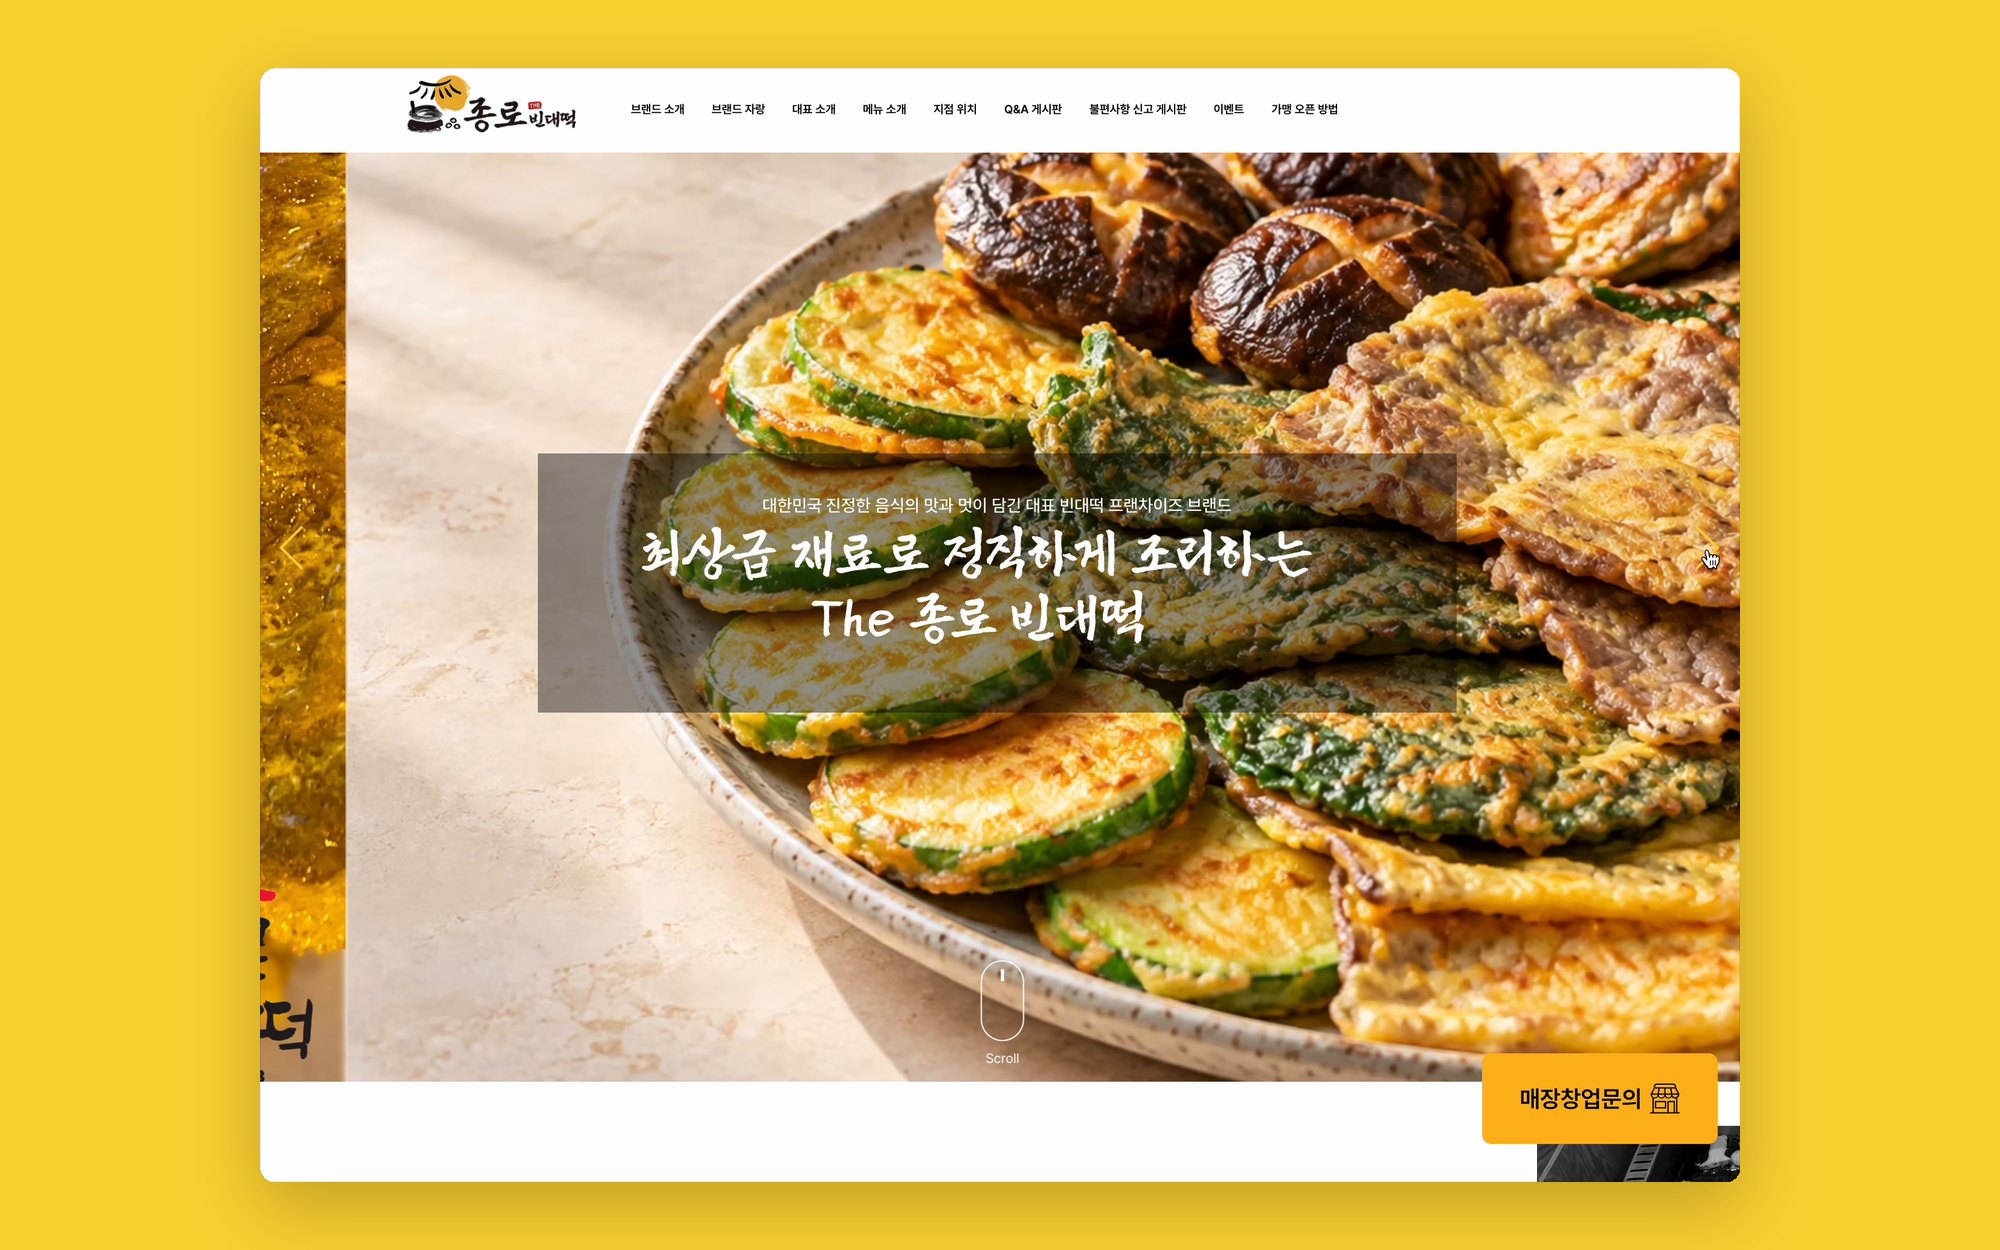 종로 THE 빈대떡
브랜드 소개 브랜드 자랑 대표 소개 메뉴 소개 지점 위치 Q&A 게시판 불편사항 신고 게시판 이벤트 가맹 오픈 방법
대한민국 진정한 음식의 맛과 멋이 담긴 대표 빈대떡 프랜차이즈 브랜드
최상급 재료로 정직하게 조리하는
The 종로 빈대떡
떡
Scroll
매장창업문의